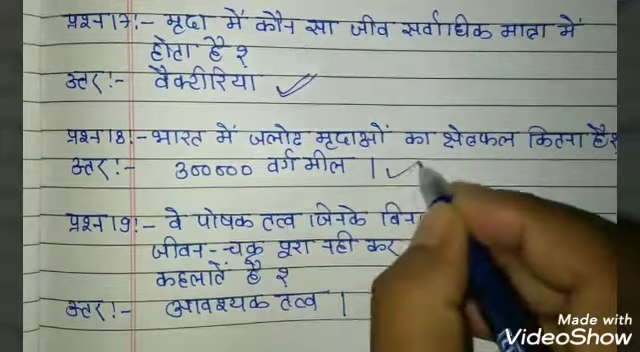 प्रश्न17:- मृदा में कौन सा जीव सर्वाधिक मात्रा में
होता है?
उत्तर:- वैक्टीरिया
प्रश्न18:- भारत में जलोढ मृदाओं का क्षेत्रफल कितना है?
उत्तर:- 300000 वर्ग मील ।
प्रश्न19:- वे पोषक तत्व जिनके बिन
जीवन-चक्र पूरा नही कर
कहलातें है?
उत्तर:- आवश्यक तत्व ।
Made with
VideoShow